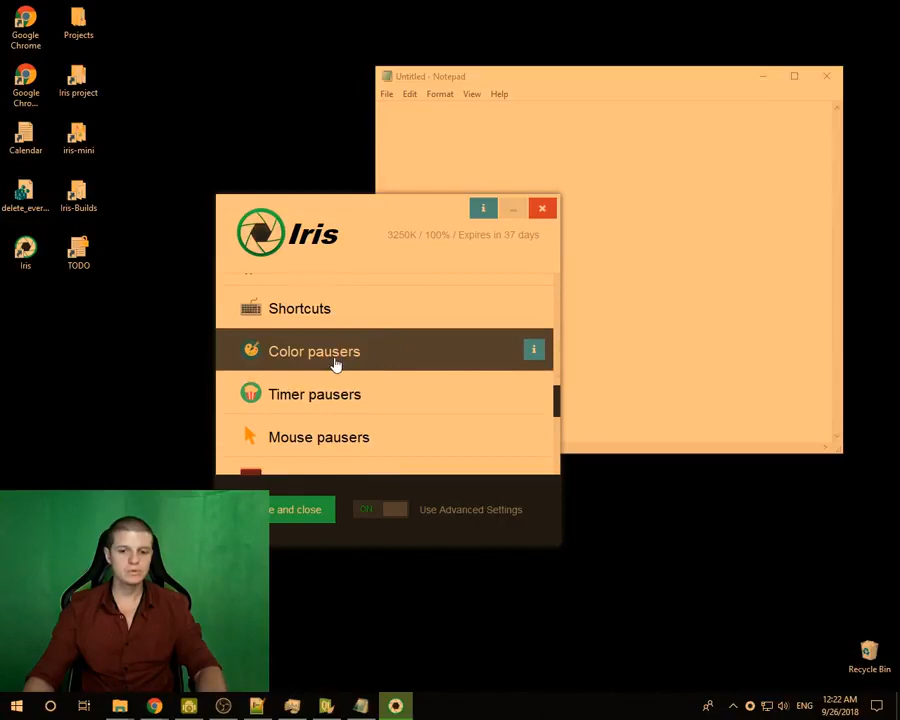 Google
Chrome
Projects
Google
Chro...
Iris project
Calendar
iris-mini
delete_ever...
Iris-Builds
Iris
TODO
Untitled - Notepad
File Edit Format View Help
i
Iris
3250K / 100% / Expires in 37 days
Shortcuts
Color pausers
i
Timer pausers
Mouse pausers
e and close
ON
Use Advanced Settings
Recycle Bin
ENG
12:22 AM
9/26/2018